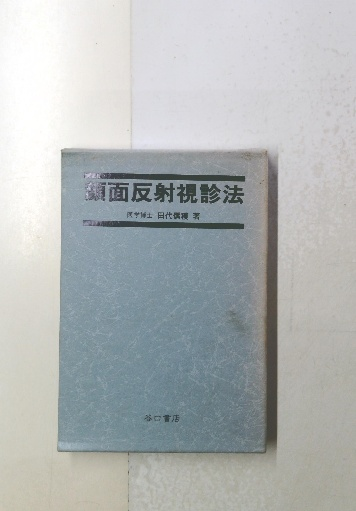 顔面反射視診法
医学博士 田代儀穂 著
谷口書店